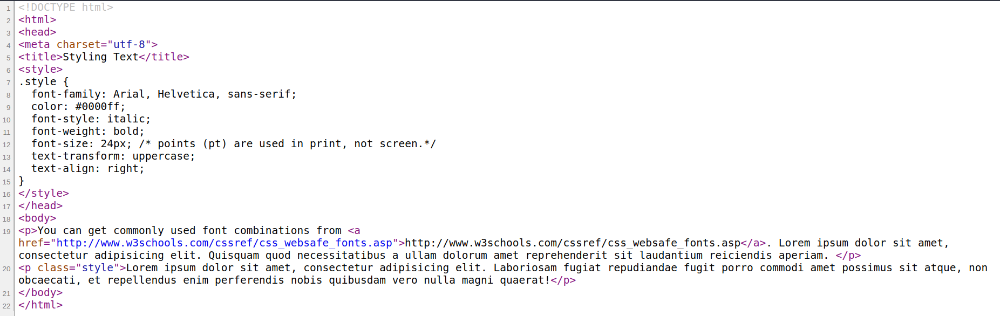 1 <!DOCTYPE html>
2 <html>
3 <head>
4 <meta charset="utf-8">
5 <title>Styling Text</title>
6 <style>
7 .style {
8   font-family: Arial, Helvetica, sans-serif;
9   color: #0000ff;
10   font-style: italic;
11   font-weight: bold;
12   font-size: 24px; /* points (pt) are used in print, not screen.*/
13   text-transform: uppercase;
14   text-align: right;
15 }
16 </style>
17 </head>
18 <body>
19 <p>You can get commonly used font combinations from <a
href="http://www.w3schools.com/cssref/css_websafe_fonts.asp">http://www.w3schools.com/cssref/css_websafe_fonts.asp</a>. Lorem ipsum dolor sit amet,
consectetur adipisicing elit. Quisquam quod necessitatibus a ullam dolorum amet reprehenderit sit laudantium reiciendis aperiam. </p>
20 <p class="style">Lorem ipsum dolor sit amet, consectetur adipisicing elit. Laboriosam fugiat repudiandae fugit porro commodi amet possimus sit atque, non
obcaecati, et repellendus enim perferendis nobis quibusdam vero nulla magni quaerat!</p>
21 </body>
22 </html>